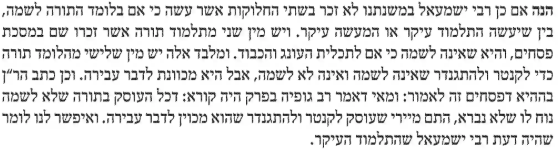 הנה אם כן רבי ישמעאל במשנתנו לא זכר בשתי החלוקות אשר עשה כי אם בלומד התורה לשמה,
בין שיעשה התלמוד עיקר או המעשה עיקר. ויש מין שני מתלמוד תורה אשר זכרו שם במסכת
פסחים, והיא שאינה לשמה כי אם לתכלית העונג והכבוד. ומלבד אלה יש מין שלישי מהלומד תורה
כדי לקנטר ולהתגנדר שאינה לשמה ואינה לא לשמה, אבל היא מכוונת לדבר עבירה. וכן כתב הר״ן
בההיא דפסחים זה לאמור: ומאי דאמר רב גופיה בפרק היה קורא: דכל העוסק בתורה שלא לשמה
נוח לו שלא נברא, התם מיירי שעוסק לקנטר ולהתגנדר שהוא מכוין לדבר עבירה. ואיפשר לנו לומר
שהיה דעת רבי ישמעאל שהתלמוד העיקר.